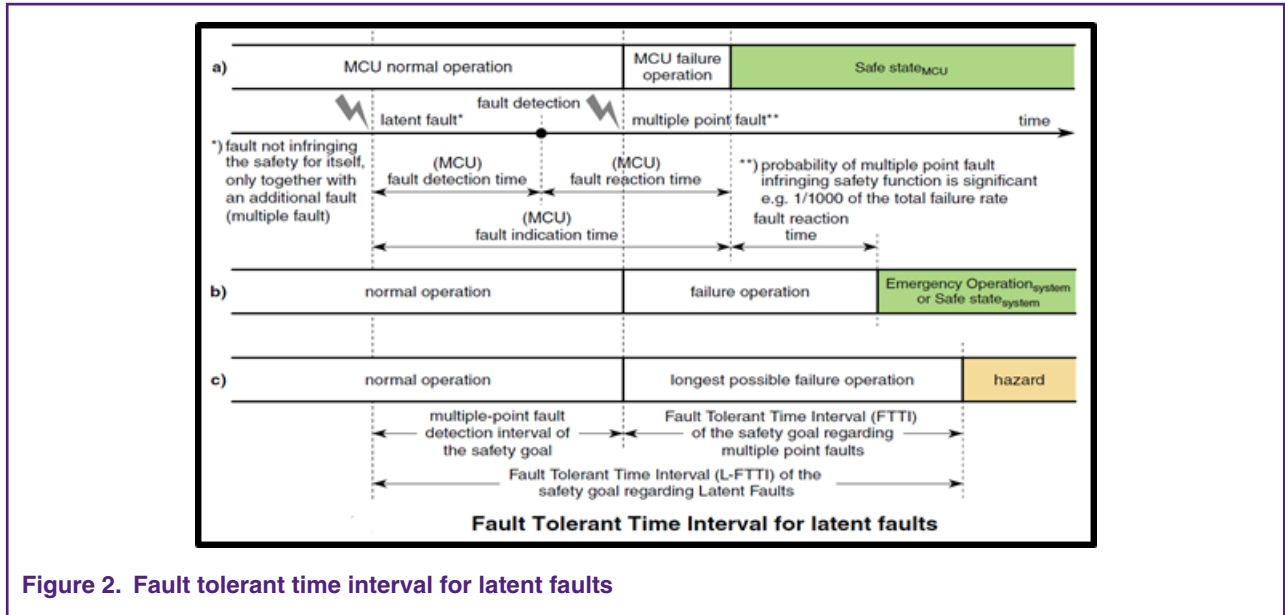 a)
MCU normal operation
MCU failure
operation
Safe stateMCU
fault detection
latent fault*
multiple point fault**
time
*) fault not infringing
the safety for itself,
only together with
an additional fault
(multiple fault)
(MCU)
fault detection time
(MCU)
fault reaction time
**) probability of multiple point fault
infringing safety function is significant
e.g. 1/1000 of the total failure rate
(MCU)
fault indication time
fault reaction
time
b)
normal operation
failure operation
Emergency Operationsystem
or Safe statesystem
c)
normal operation
longest possible failure operation
hazard
multiple-point fault
detection interval of
the safety goal
Fault Tolerant Time Interval (FTTI)
of the safety goal regarding
multiple point faults
Fault Tolerant Time Interval (L-FTTI) of the
safety goal regarding Latent Faults
Fault Tolerant Time Interval for latent faults
Figure 2. Fault tolerant time interval for latent faults